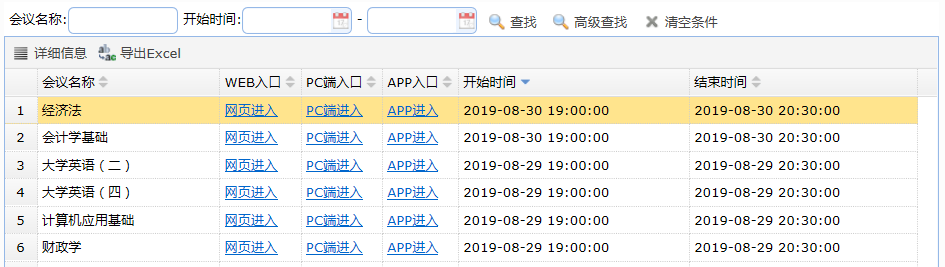 会议名称: 开始时间: - 查找 高级查找 清空条件
详细信息 导出Excel
会议名称 WEB入口 PC端入口 APP入口 开始时间 结束时间
1 经济法 网页进入 PC端进入 APP进入 2019-08-30 19:00:00 2019-08-30 20:30:00
2 会计学基础 网页进入 PC端进入 APP进入 2019-08-30 19:00:00 2019-08-30 20:30:00
3 大学英语（二） 网页进入 PC端进入 APP进入 2019-08-29 19:00:00 2019-08-29 20:30:00
4 大学英语（四） 网页进入 PC端进入 APP进入 2019-08-29 19:00:00 2019-08-29 20:30:00
5 计算机应用基础 网页进入 PC端进入 APP进入 2019-08-29 19:00:00 2019-08-29 20:30:00
6 财政学 网页进入 PC端进入 APP进入 2019-08-29 19:00:00 2019-08-29 20:30:00